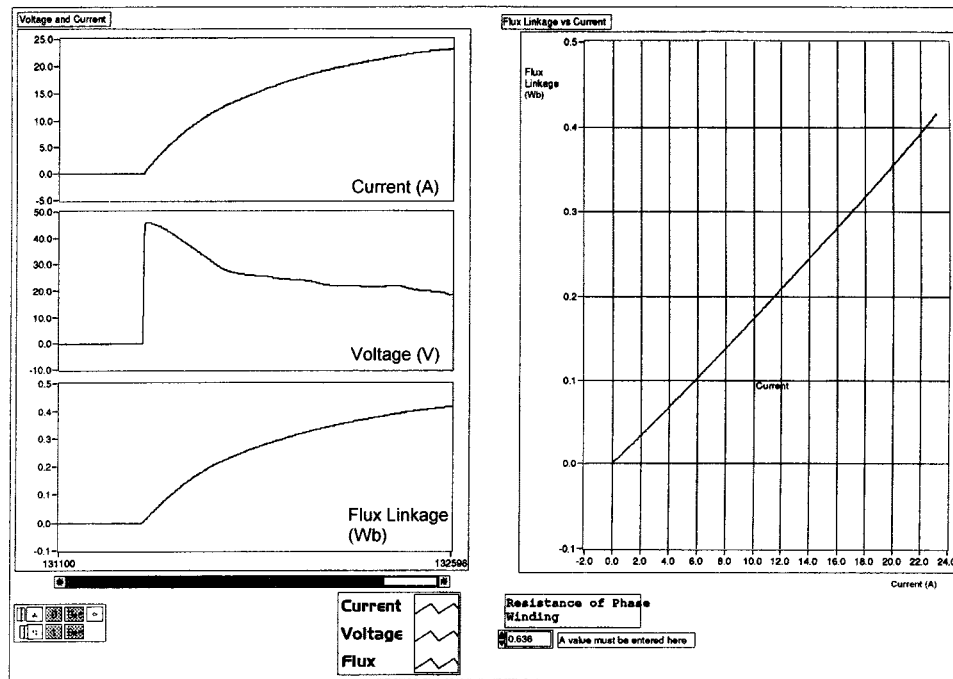 Voltage and Current
25.0
20.0
15.0
10.0
5.0
0.0
-5.0
Current (A)
50.0
40.0
30.0
20.0
10.0
0.0
-10.0
Voltage (V)
0.5
0.4
0.3
0.2
0.1
0.0
-0.1
Flux Linkage
(Wb)
131100
132598
Current
Voltage
Flux
Flux Linkage vs Current
Flux
Linkage
(Wb)
0.5
0.4
0.3
0.2
0.1
0.0
-0.1
Current
-2.0 0.0 2.0 4.0 6.0 8.0 10.0 12.0 14.0 16.0 18.0 20.0 22.0 24.0
Current (A)
Resistance of Phase
Winding
0.636
A value must be entered here